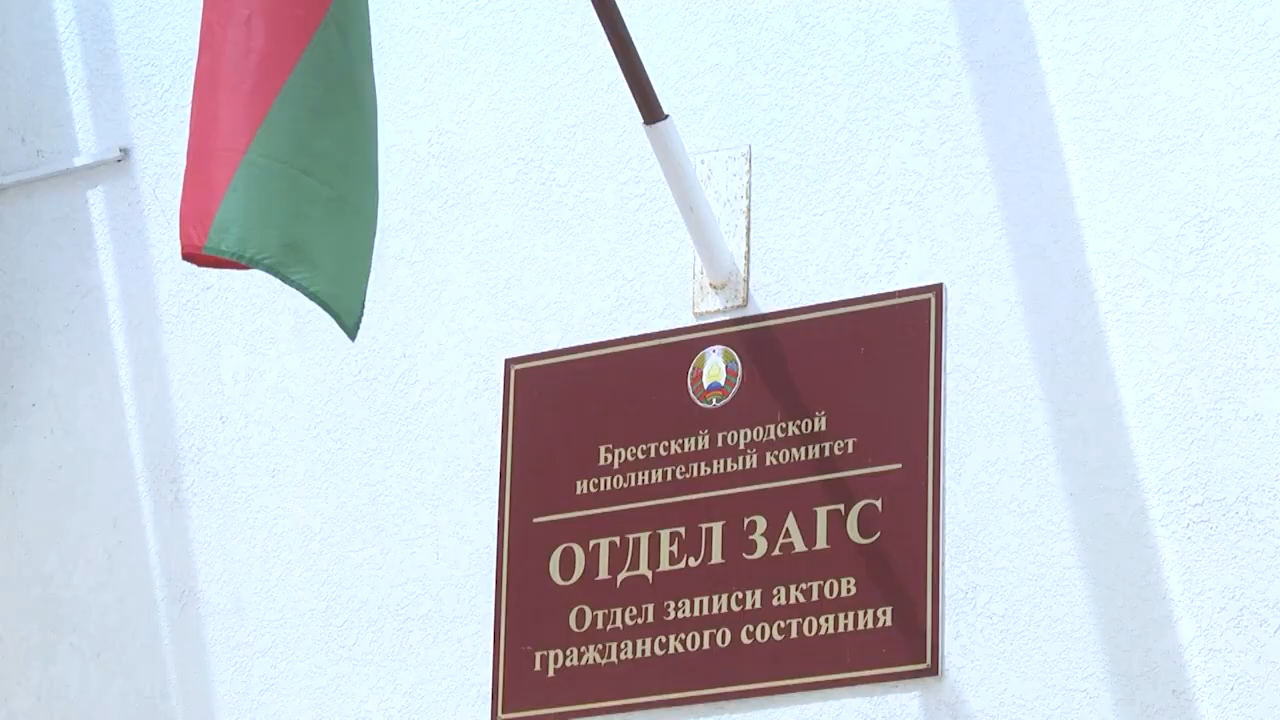 Брестский городской
исполнительный комитет
ОТДЕЛ ЗАГС
Отдел записи актов
гражданского состояния